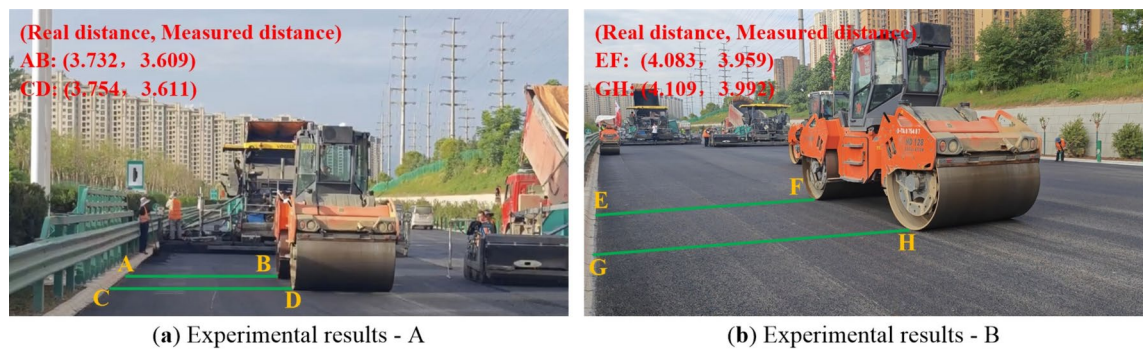 (Real distance, Measured distance)
AB: (3.732，3.609)
CD: (3.754，3.611)
A
B
C
D
(a) Experimental results - A
(Real distance, Measured distance)
EF: (4.083，3.959)
GH: (4.109，3.992)
E
F
G
H
(b) Experimental results - B